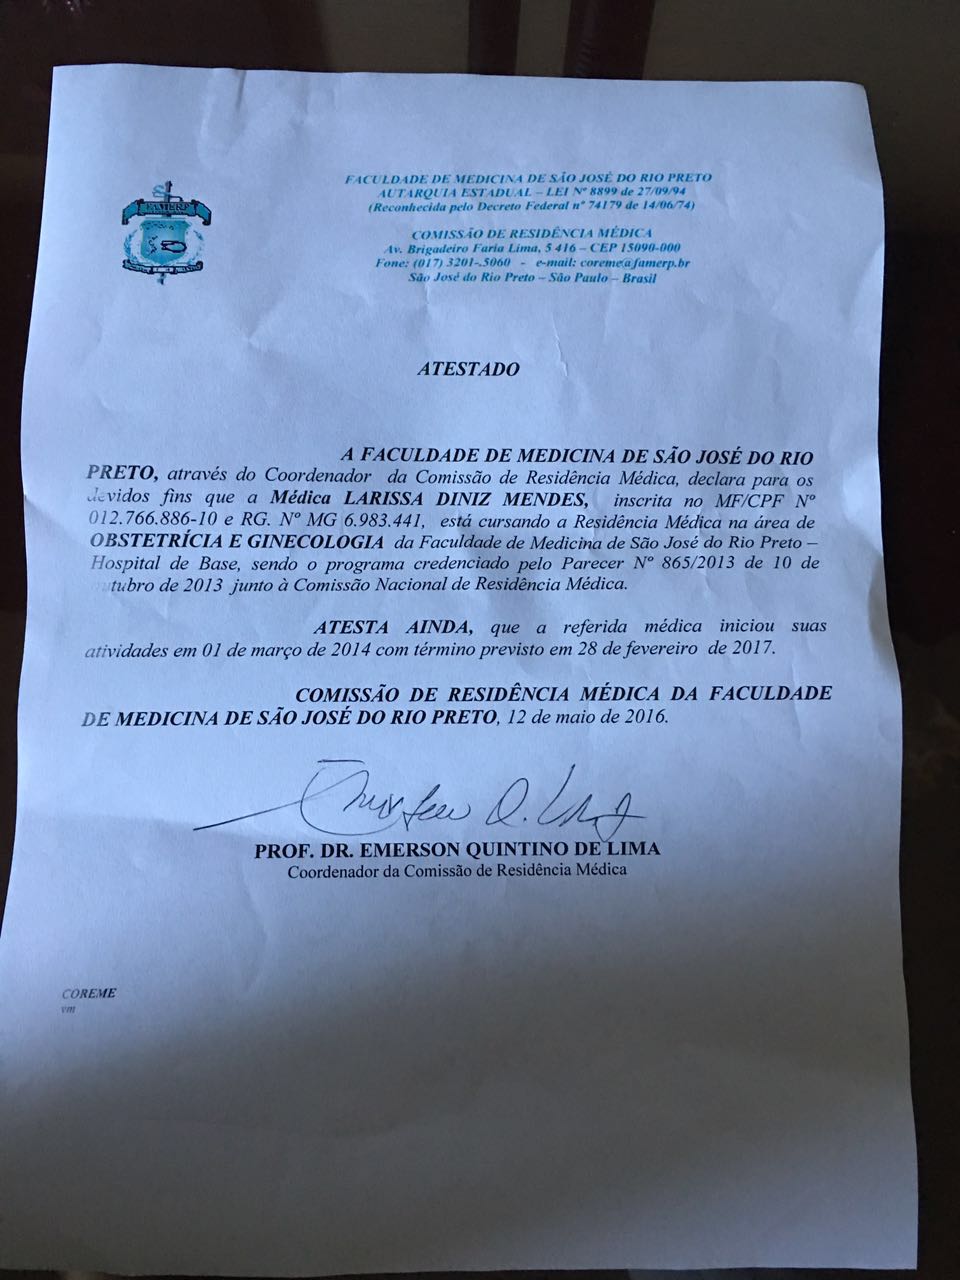 FAMERP
FACULDADE DE MEDICINA DE SÃO JOSÉ DO RIO PRETO
AUTARQUIA ESTADUAL – LEI Nº 8899 de 27/09/94
(Reconhecida pelo Decreto Federal nº 74179 de 14/06/74)
COMISSÃO DE RESIDÊNCIA MÉDICA
Av. Brigadeiro Faria Lima, 5 416 – CEP 15090-000
Fone: (017) 3201-.5060 - e-mail: coreme@famerp.br
São José do Rio Preto – São Paulo – Brasil
ATESTADO
A FACULDADE DE MEDICINA DE SÃO JOSÉ DO RIO
PRETO, através do Coordenador da Comissão de Residência Médica, declara para os
devidos fins que a Médica LARISSA DINIZ MENDES, inscrita no MF/CPF Nº
012.766.886-10 e RG. Nº MG 6.983.441, está cursando a Residência Médica na área de
OBSTETRÍCIA E GINECOLOGIA da Faculdade de Medicina de São José do Rio Preto –
Hospital de Base, sendo o programa credenciado pelo Parecer Nº 865/2013 de 10 de
outubro de 2013 junto à Comissão Nacional de Residência Médica.
ATESTA AINDA, que a referida médica iniciou suas
atividades em 01 de março de 2014 com término previsto em 28 de fevereiro de 2017.
COMISSÃO DE RESIDÊNCIA MÉDICA DA FACULDADE
DE MEDICINA DE SÃO JOSÉ DO RIO PRETO, 12 de maio de 2016.
PROF. DR. EMERSON QUINTINO DE LIMA
Coordenador da Comissão de Residência Médica
COREME
vm